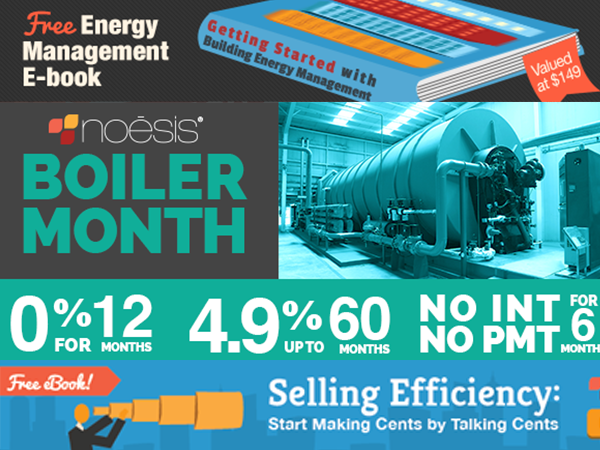 Free Energy
Management
E-book
Getting Started with
Building Energy Management
Valued
at $149
noēsis®
BOILER
MONTH
0% FOR 12 MONTHS
4.9% UP TO 60 MONTHS
NO INT
NO PMT
FOR
6
MONTH
Free eBook!
Selling Efficiency:
Start Making Cents by Talking Cents